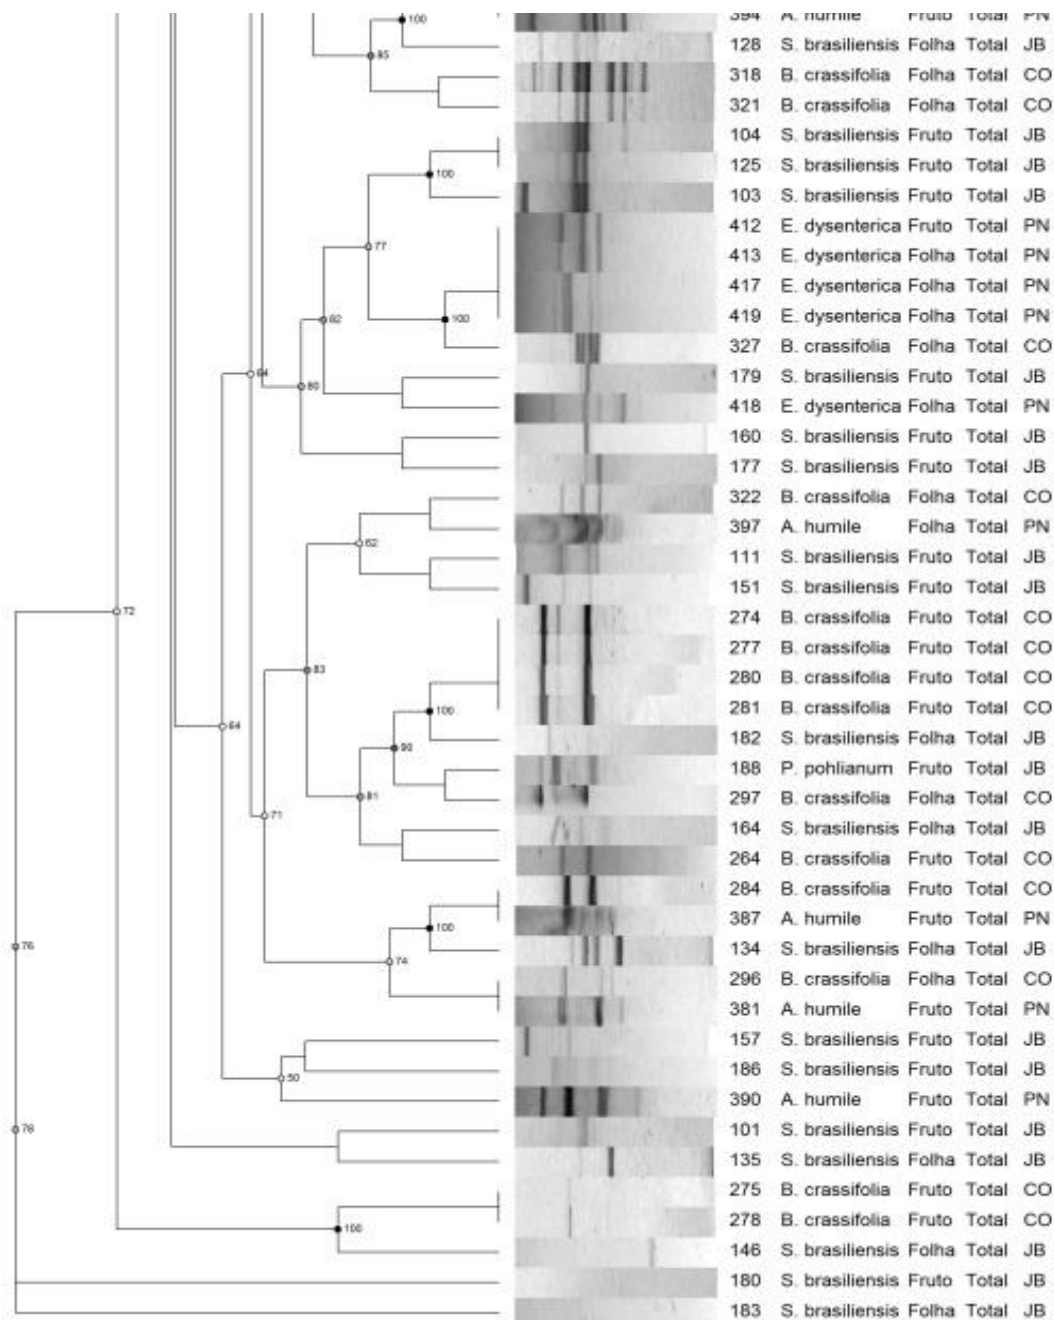 394 A. humile Fruto Total PN
100
128 S. brasiliensis Folha Total JB
95
318 B. crassifolia Folha Total CO
321 B. crassifolia Folha Total CO
104 S. brasiliensis Fruto Total JB
125 S. brasiliensis Fruto Total JB
100
103 S. brasiliensis Fruto Total JB
412 E. dysenterica Fruto Total PN
77
413 E. dysenterica Folha Total PN
417 E. dysenterica Folha Total PN
82
100
419 E. dysenterica Folha Total PN
327 B. crassifolia Folha Total CO
64
179 S. brasiliensis Fruto Total JB
80
418 E. dysenterica Folha Total PN
160 S. brasiliensis Fruto Total JB
177 S. brasiliensis Fruto Total JB
322 B. crassifolia Folha Total CO
397 A. humile Folha Total PN
62
111 S. brasiliensis Fruto Total JB
151 S. brasiliensis Fruto Total JB
72
274 B. crassifolia Fruto Total CO
277 B. crassifolia Fruto Total CO
83
280 B. crassifolia Fruto Total CO
100
281 B. crassifolia Fruto Total CO
64
182 S. brasiliensis Folha Total JB
90
188 P. pohlianum Fruto Total JB
81
297 B. crassifolia Folha Total CO
71
164 S. brasiliensis Folha Total JB
264 B. crassifolia Fruto Total CO
284 B. crassifolia Fruto Total CO
387 A. humile Fruto Total PN
100
76
134 S. brasiliensis Folha Total JB
74
296 B. crassifolia Folha Total CO
381 A. humile Fruto Total PN
157 S. brasiliensis Fruto Total JB
186 S. brasiliensis Fruto Total JB
50
390 A. humile Fruto Total PN
78
101 S. brasiliensis Fruto Total JB
135 S. brasiliensis Folha Total JB
275 B. crassifolia Fruto Total CO
278 B. crassifolia Fruto Total CO
100
146 S. brasiliensis Folha Total JB
180 S. brasiliensis Fruto Total JB
183 S. brasiliensis Folha Total JB